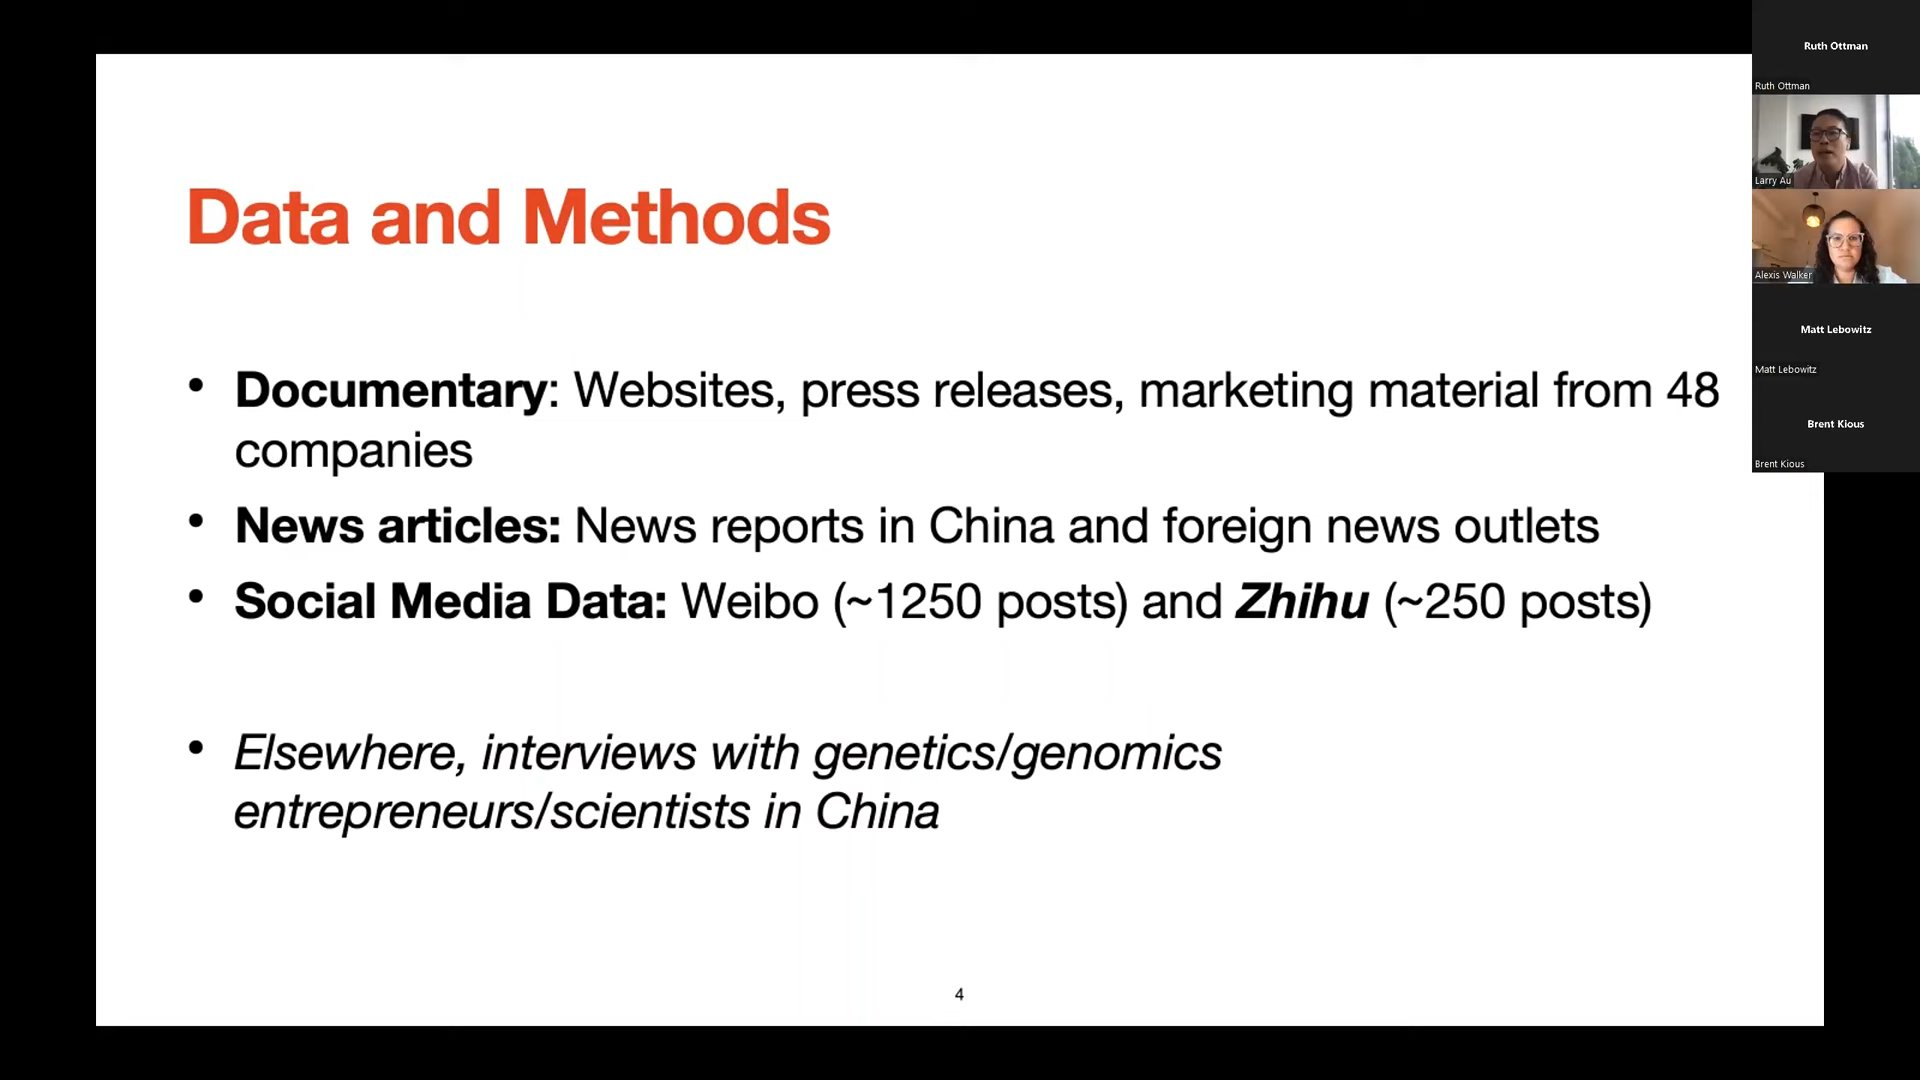 Data and Methods
• Documentary: Websites, press releases, marketing material from 48
companies
• News articles: News reports in China and foreign news outlets
• Social Media Data: Weibo (~1250 posts) and Zhihu (~250 posts)
• Elsewhere, interviews with genetics/genomics
entrepreneurs/scientists in China
4
Ruth Ottman
Ruth Ottman
Larry Au
Alexis Walker
Matt Lebowitz
Matt Lebowitz
Brent Kious
Brent Kious